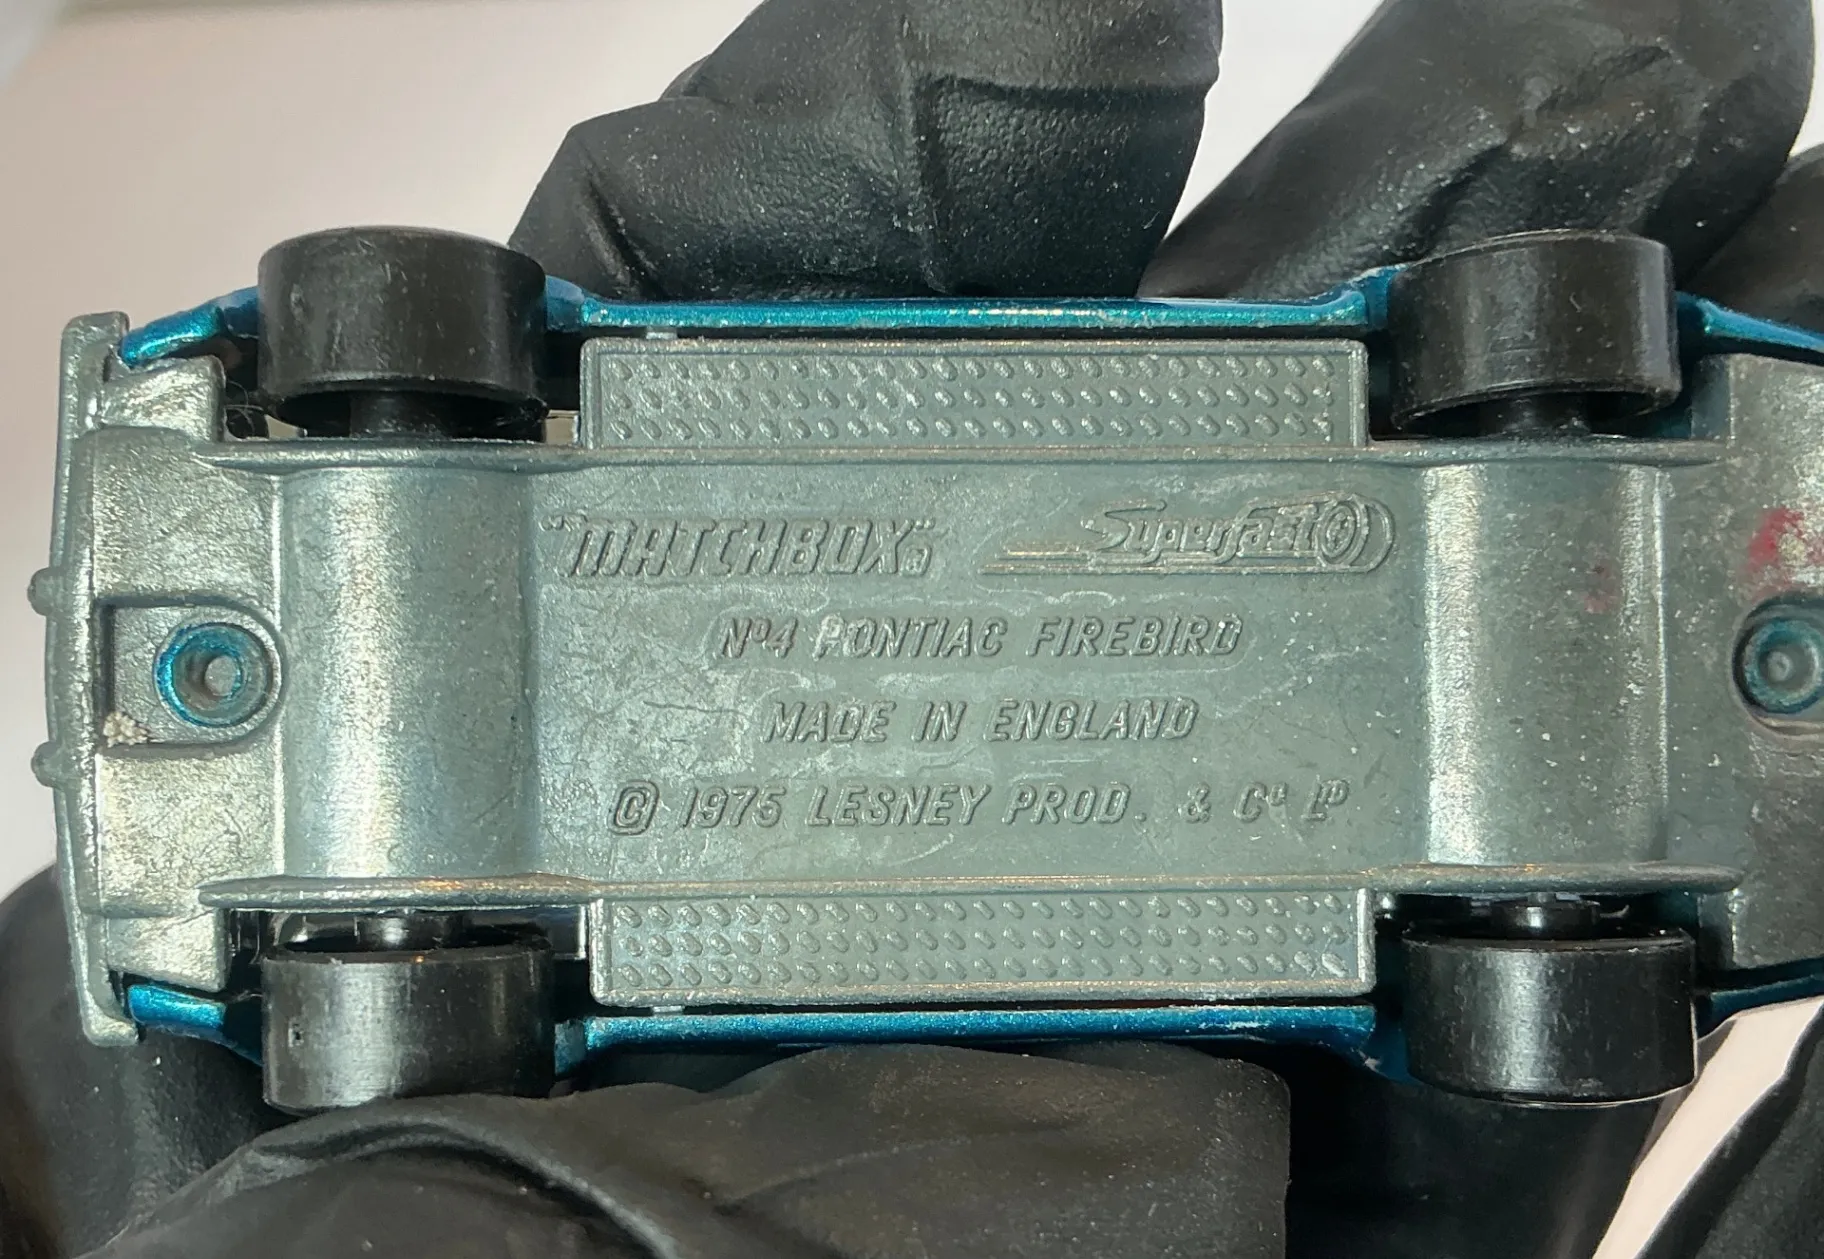 "MATCHBOX"® Superfast
Nº4 PONTIAC FIREBIRD
MADE IN ENGLAND
© 1975 LESNEY PROD. & Cº Lᴰ